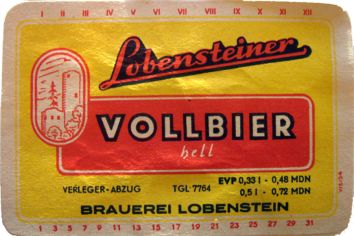 I II III IV V VI VII VIII IX X XI XII
Lobensteiner
VOLLBIER
hell
EVP 0,33 l - 0,48 MDN
VERLEGER-ABZUG TGL 7764 0,5 l - 0,72 MDN
BRAUEREI LOBENSTEIN
1 3 5 7 9 11 13 15 17 19 21 23 25 27 29 31